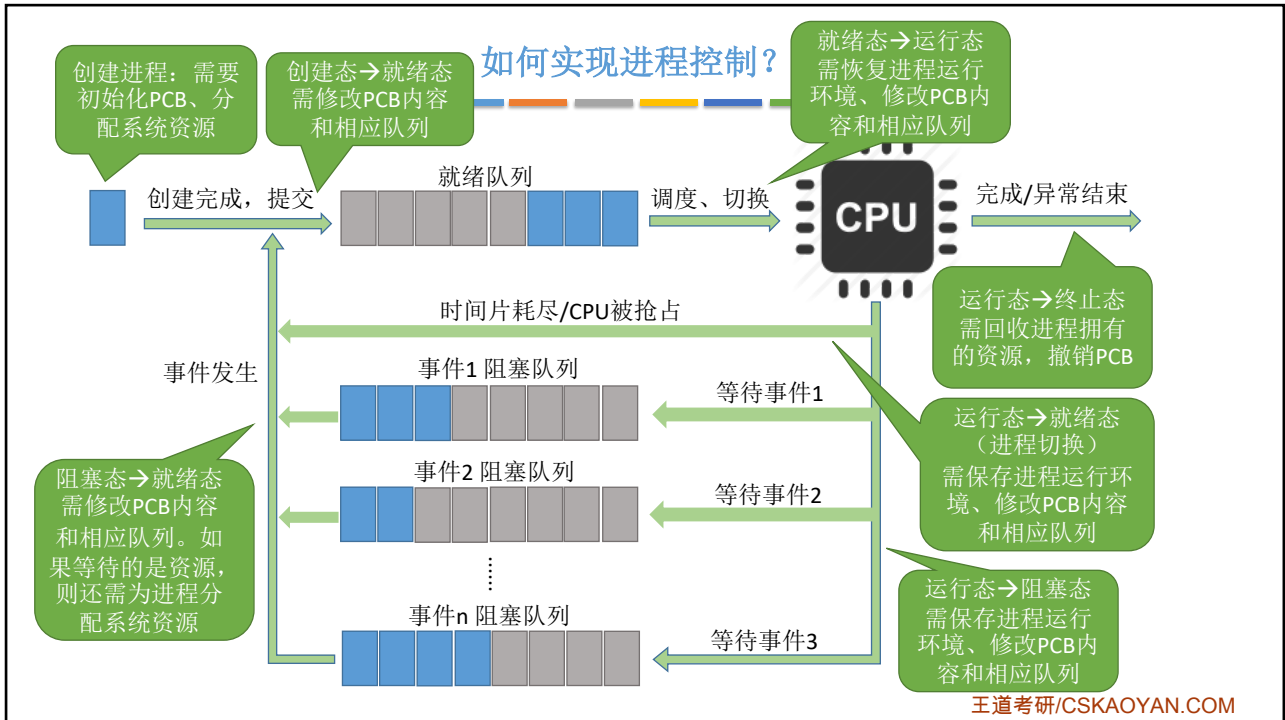 如何实现进程控制？
创建进程：需要
初始化PCB、分
配系统资源
创建态→就绪态
需修改PCB内容
和相应队列
就绪态→运行态
需恢复进程运行
环境、修改PCB内
容和相应队列
创建完成，提交
就绪队列
调度、切换
CPU
完成/异常结束
运行态→终止态
需回收进程拥有
的资源，撤销PCB
时间片耗尽/CPU被抢占
事件发生
事件1 阻塞队列
等待事件1
运行态→就绪态
（进程切换）
需保存进程运行环
境、修改PCB内容
和相应队列
阻塞态→就绪态
需修改PCB内容
和相应队列。如
果等待的是资源，
则还需为进程分
配系统资源
事件2 阻塞队列
等待事件2
……
事件n 阻塞队列
等待事件3
运行态→阻塞态
需保存进程运行
环境、修改PCB内
容和相应队列
王道考研/CSKAOYAN.COM